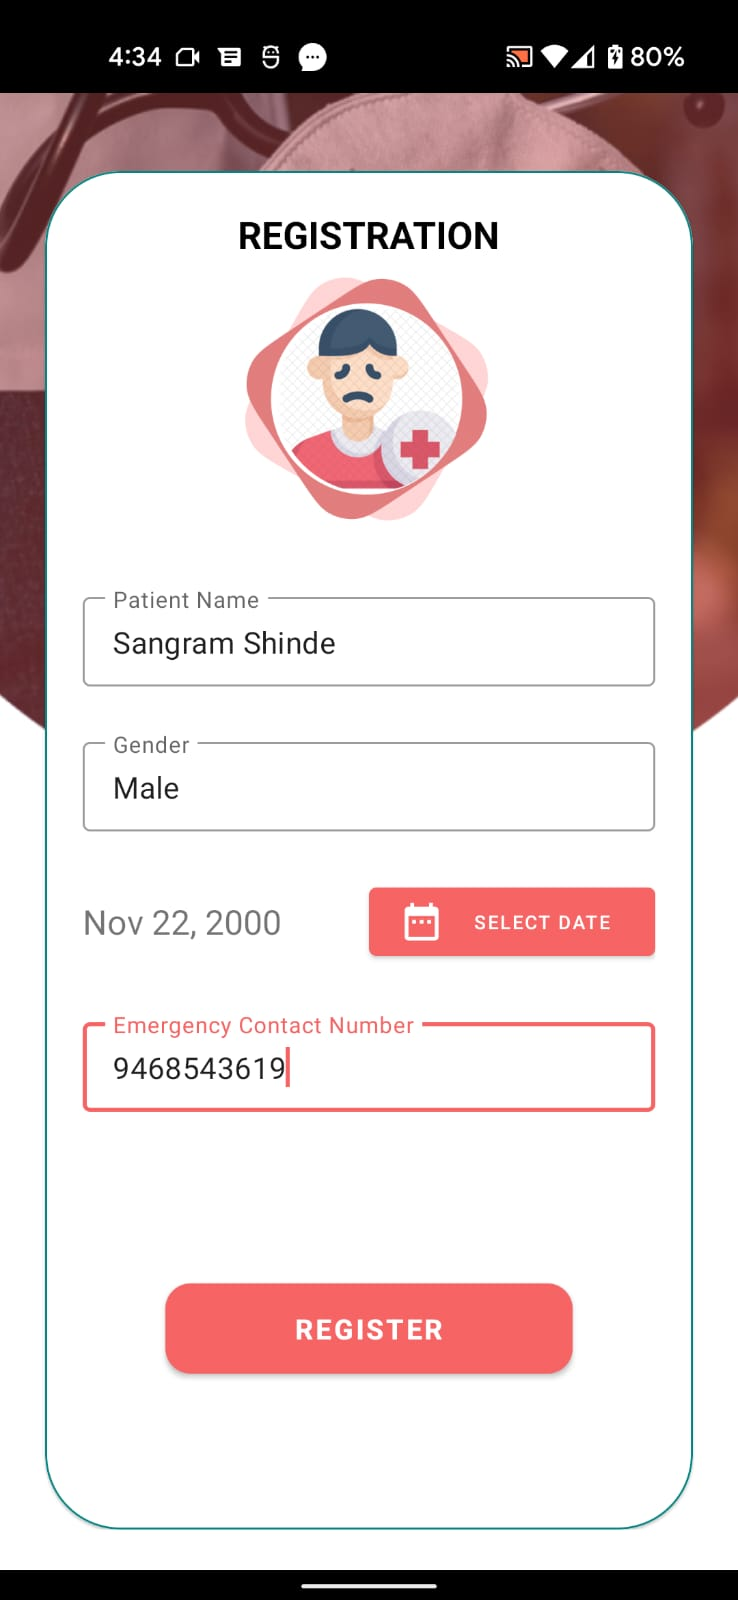 4:34
80%
REGISTRATION
Patient Name
Sangram Shinde
Gender
Male
Nov 22, 2000
SELECT DATE
Emergency Contact Number
9468543619
REGISTER